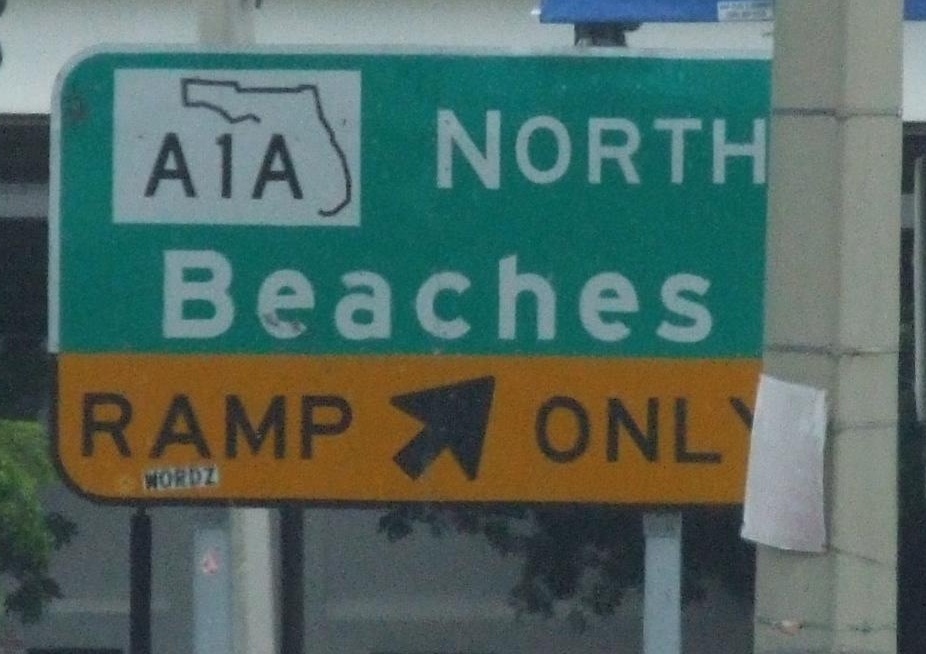 A1A NORTH
Beaches
RAMP ONLY
WORDZ